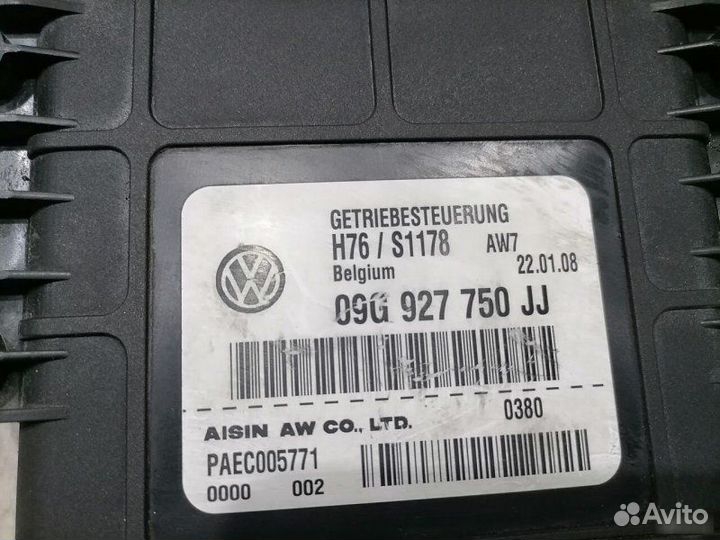 GETRIEBESTEUERUNG
H76 / S1178 AW7
Belgium 22.01.08
09G 927 750 JJ
0380
AISIN AW CO., LTD.
PAEC005771
0000 002
Avito